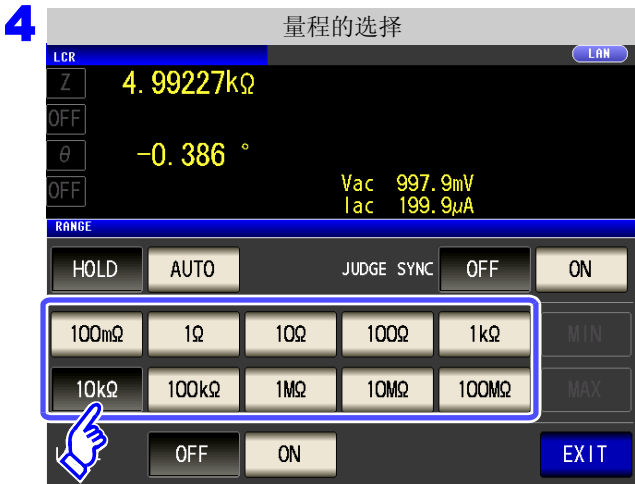 4
量程的选择
LCR
LAN
Z 4.99227kΩ
OFF
θ -0.386 °
OFF
Vac 997.9mV
Iac 199.9μA
RANGE
HOLD AUTO JUDGE SYNC OFF ON
100mΩ 1Ω 10Ω 100Ω 1kΩ MIN
10kΩ 100kΩ 1MΩ 10MΩ 100MΩ MAX
OFF ON EXIT